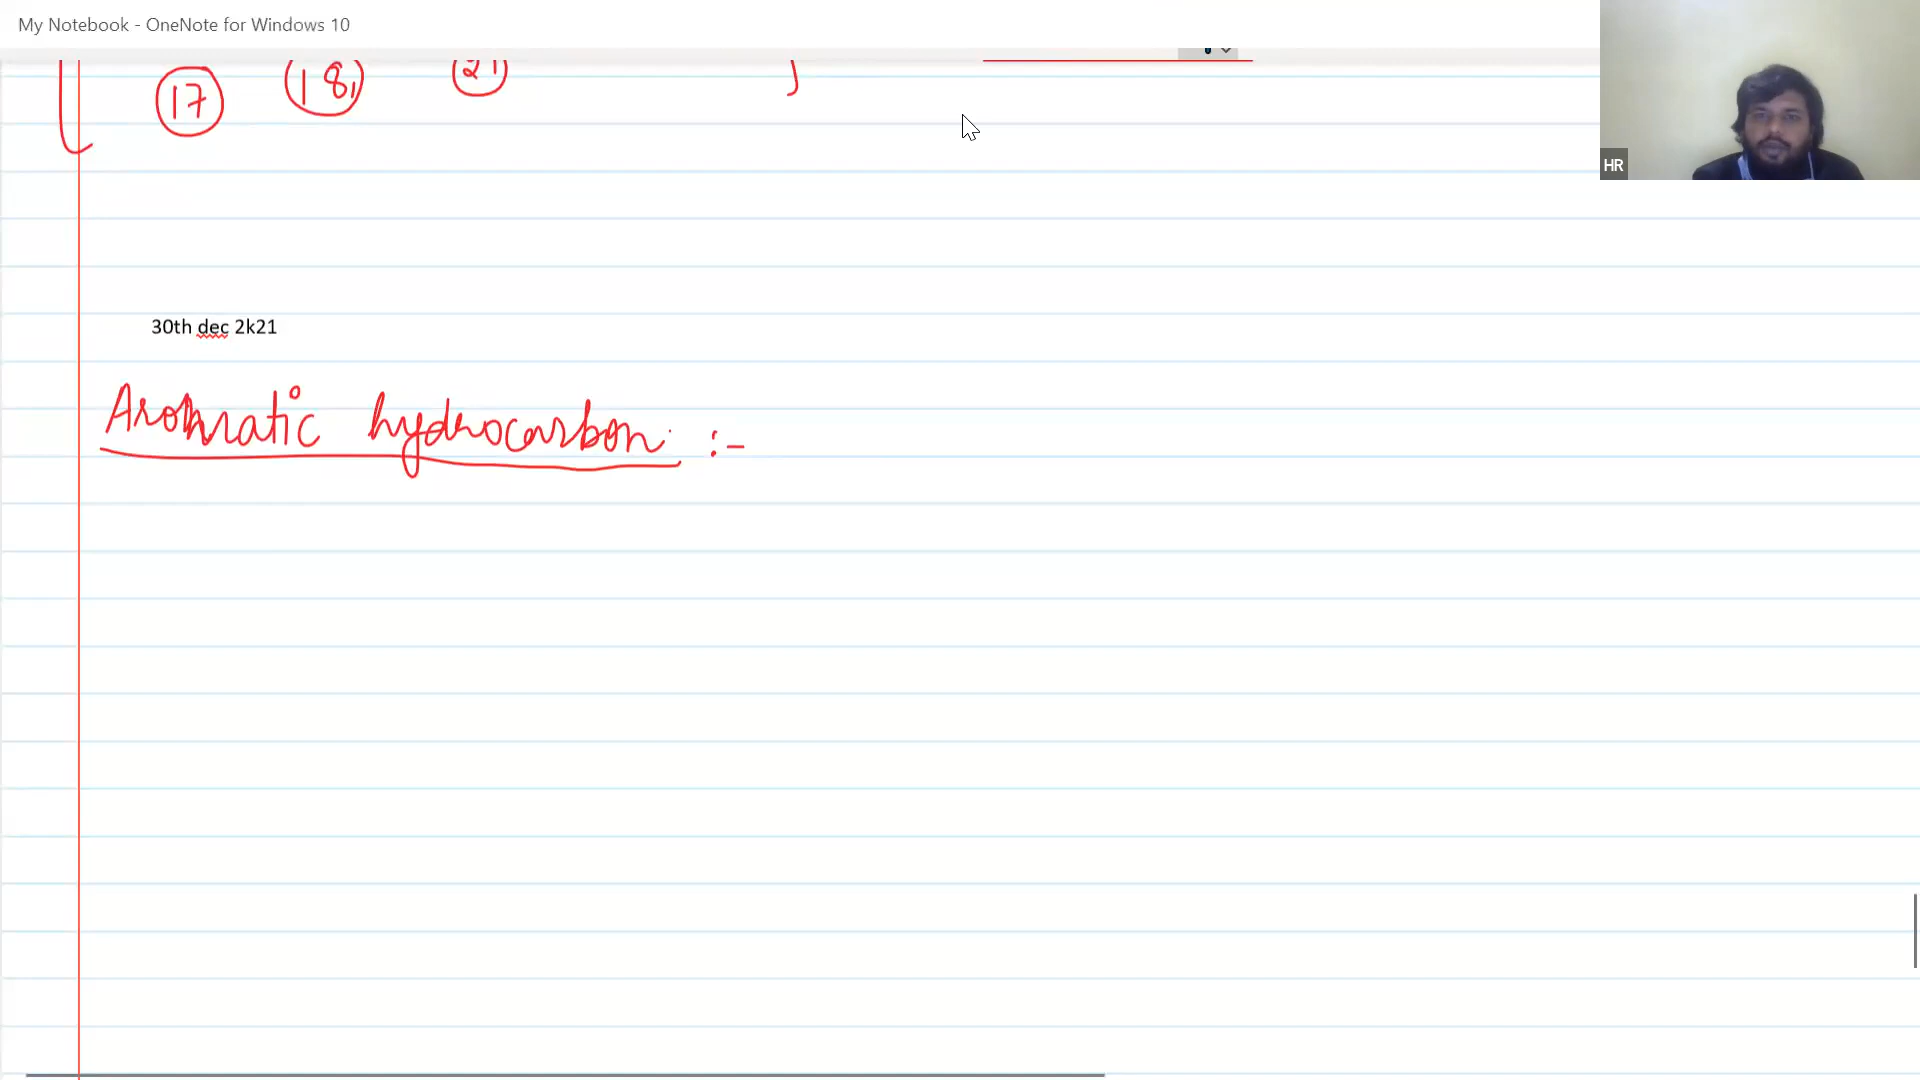 My Notebook - OneNote for Windows 10
17 18, 21
HR
30th dec 2k21
Aromatic hydrocarbon :-